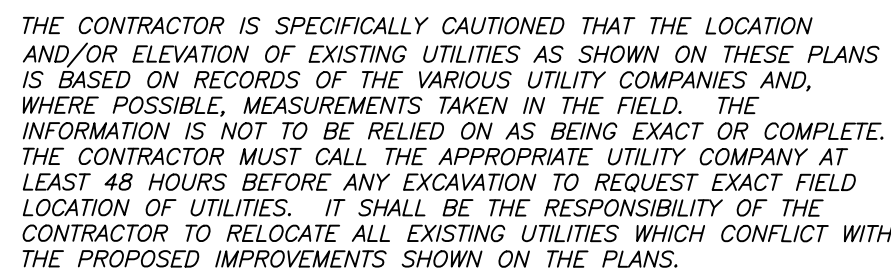 THE CONTRACTOR IS SPECIFICALLY CAUTIONED THAT THE LOCATION
AND/OR ELEVATION OF EXISTING UTILITIES AS SHOWN ON THESE PLANS
IS BASED ON RECORDS OF THE VARIOUS UTILITY COMPANIES AND,
WHERE POSSIBLE, MEASUREMENTS TAKEN IN THE FIELD.  THE
INFORMATION IS NOT TO BE RELIED ON AS BEING EXACT OR COMPLETE.
THE CONTRACTOR MUST CALL THE APPROPRIATE UTILITY COMPANY AT
LEAST 48 HOURS BEFORE ANY EXCAVATION TO REQUEST EXACT FIELD
LOCATION OF UTILITIES.  IT SHALL BE THE RESPONSIBILITY OF THE
CONTRACTOR TO RELOCATE ALL EXISTING UTILITIES WHICH CONFLICT WITH
THE PROPOSED IMPROVEMENTS SHOWN ON THE PLANS.